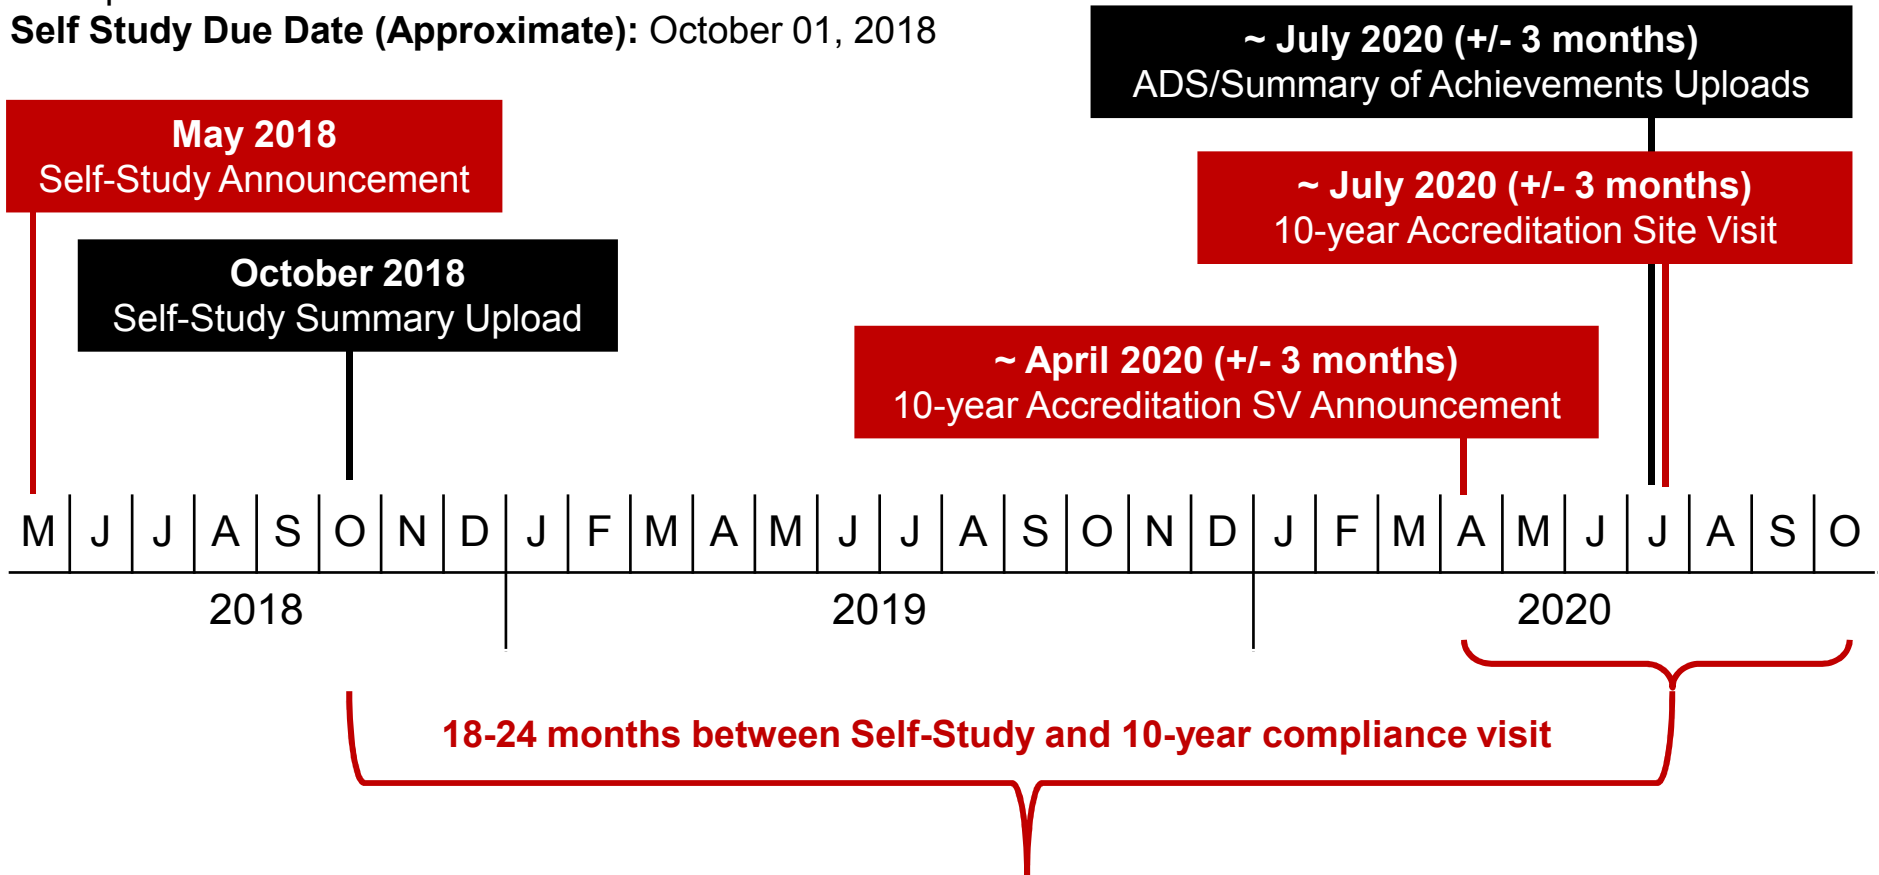 Self Study Due Date (Approximate): October 01, 2018
~ July 2020 (+/- 3 months)
ADS/Summary of Achievements Uploads
May 2018
Self-Study Announcement
~ July 2020 (+/- 3 months)
10-year Accreditation Site Visit
October 2018
Self-Study Summary Upload
~ April 2020 (+/- 3 months)
10-year Accreditation SV Announcement
M J J A S O N D J F M A M J J A S O N D J F M A M J J A S O
2018 2019 2020
18-24 months between Self-Study and 10-year compliance visit